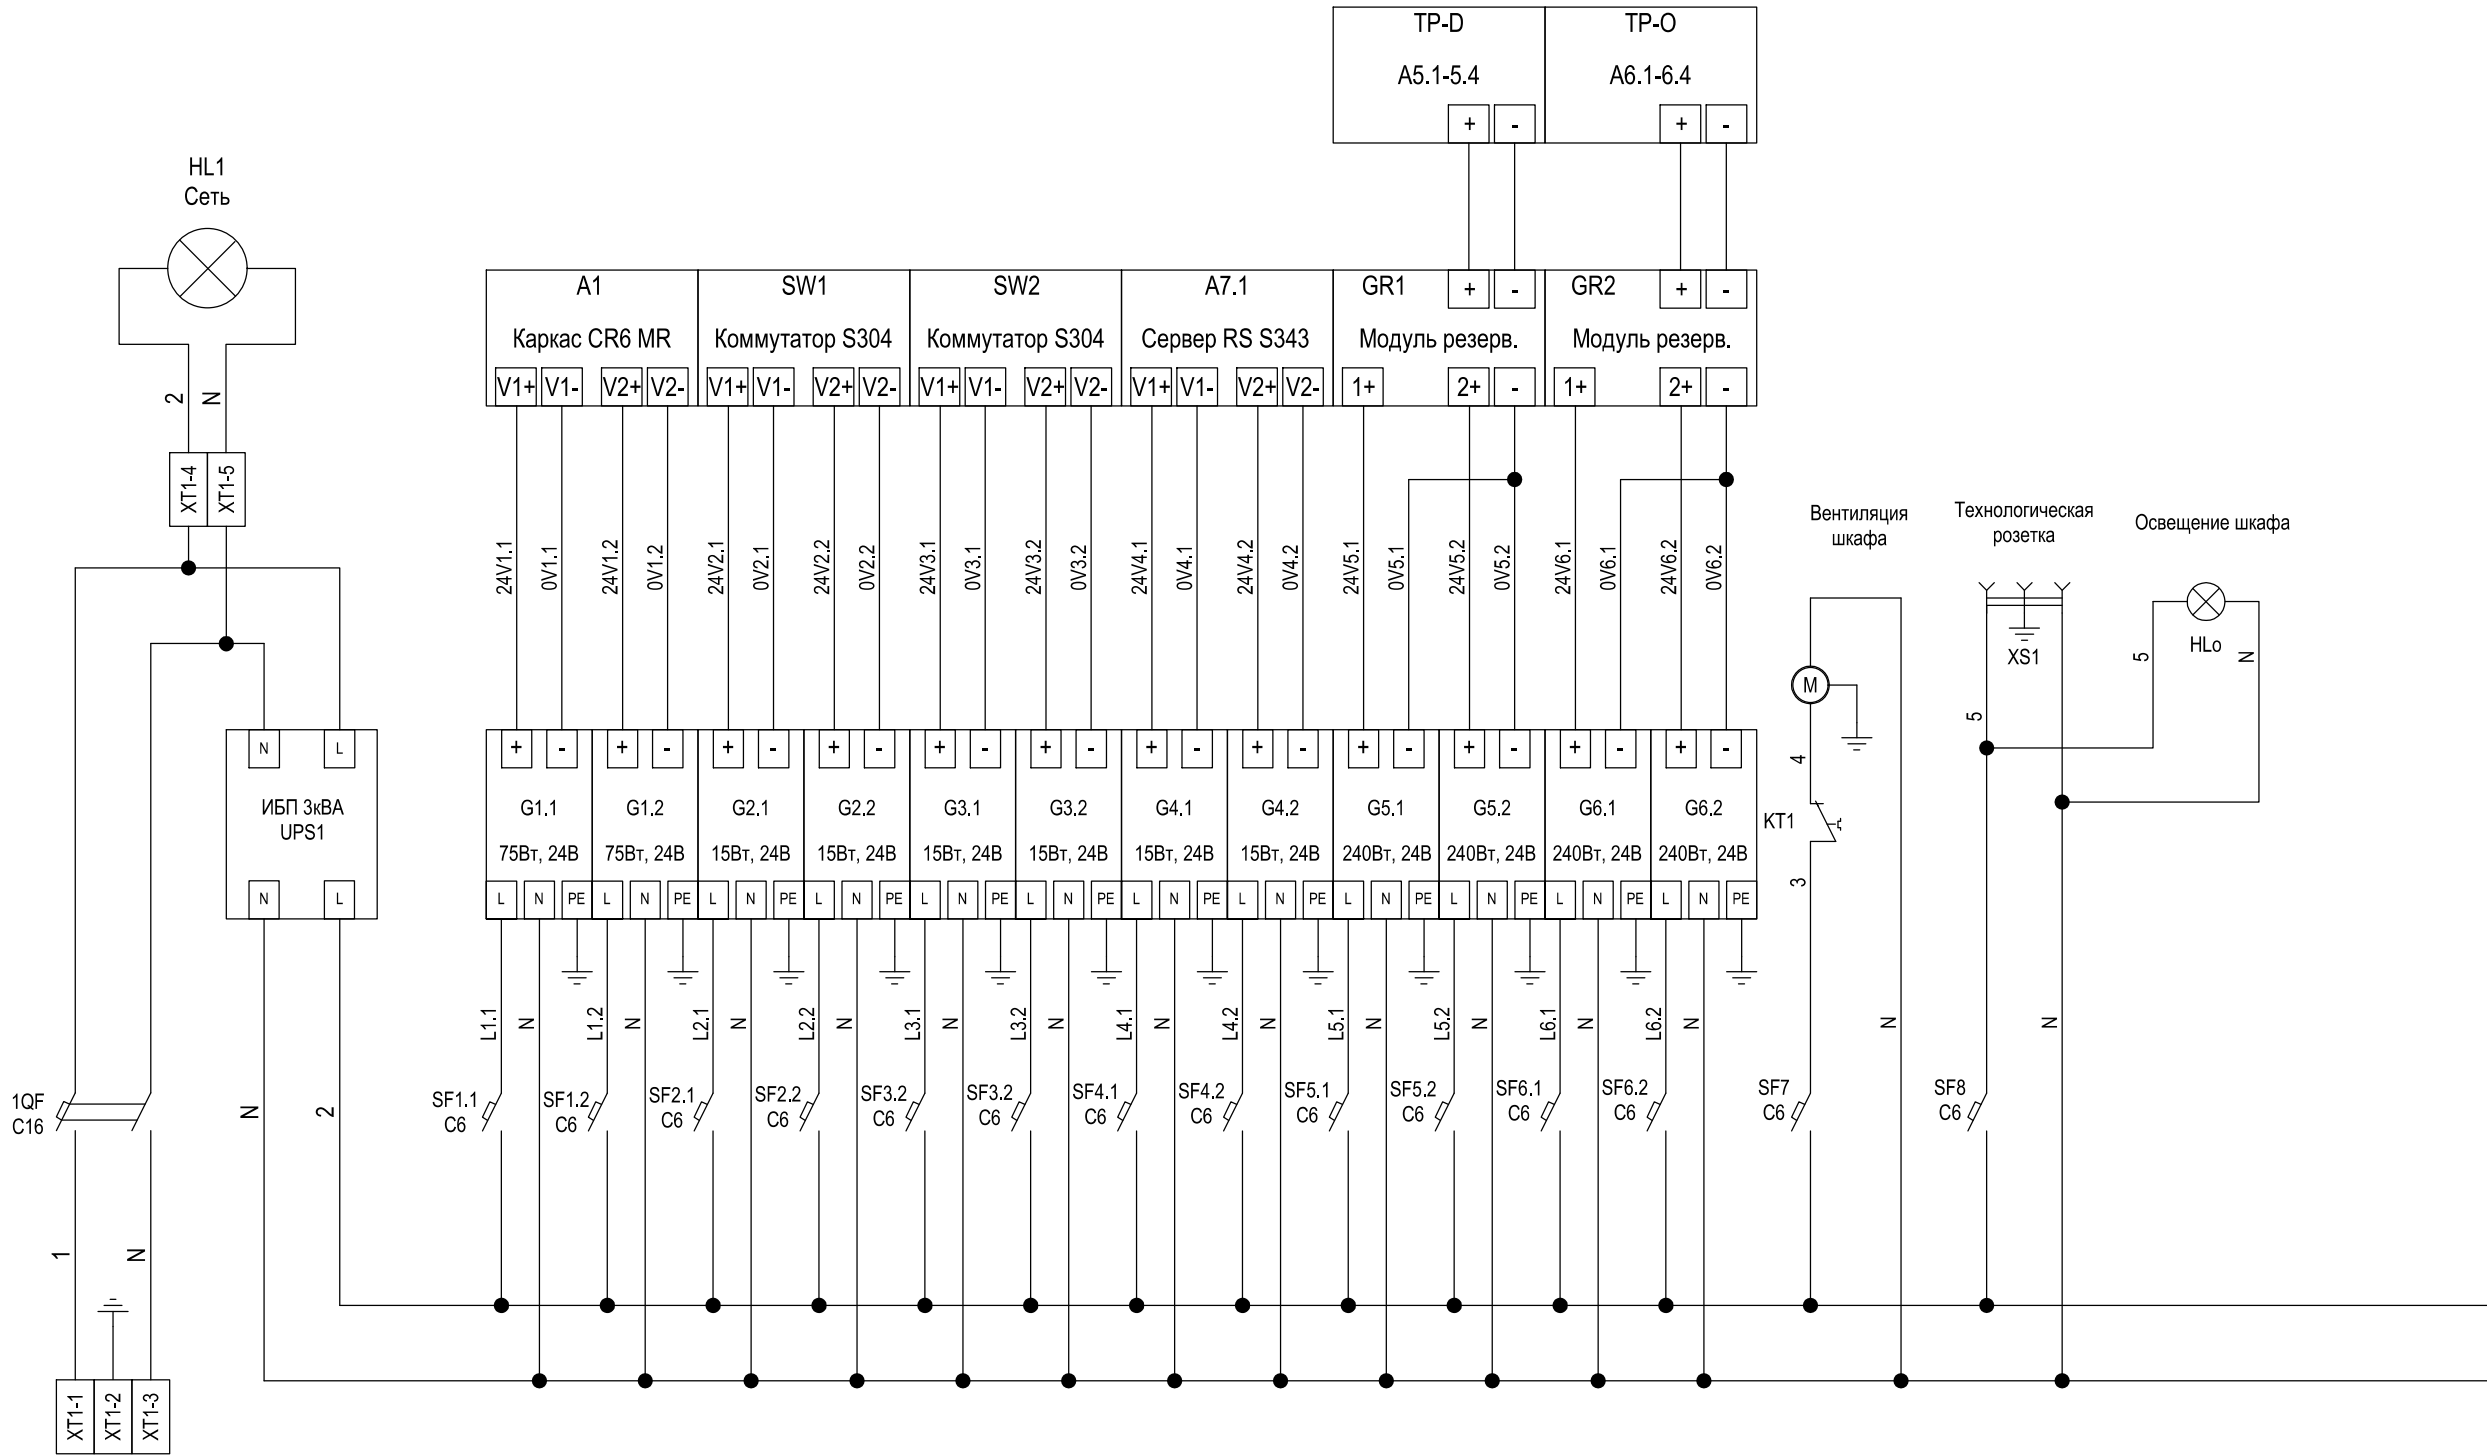 TP-D
TP-O
A5.1-5.4
A6.1-6.4
+ - + -
HL1
Сеть
A1
SW1
SW2
A7.1
GR1 + -
GR2 + -
Каркас CR6 MR
Коммутатор S304
Коммутатор S304
Сервер RS S343
Модуль резерв.
Модуль резерв.
V1+ V1- V2+ V2-
V1+ V1- V2+ V2-
V1+ V1- V2+ V2-
V1+ V1- V2+ V2-
1+ 2+ -
1+ 2+ -
2
N
XT1-4
XT1-5
24V1.1
0V1.1
24V1.2
0V1.2
24V2.1
0V2.1
24V2.2
0V2.2
24V3.1
0V3.1
24V3.2
0V3.2
24V4.1
0V4.1
24V4.2
0V4.2
24V5.1
0V5.1
24V5.2
0V5.2
24V6.1
0V6.1
24V6.2
0V6.2
Вентиляция
шкафа
Технологическая
розетка
Освещение шкафа
XS1
HLo
5
N
5
M
4
KT1
3
N L
ИБП 3кВА
UPS1
N L
+ - + - + - + - + - + - + - + - + - + - + - + -
G1.1
G1.2
G2.1
G2.2
G3.1
G3.2
G4.1
G4.2
G5.1
G5.2
G6.1
G6.2
75Вт, 24В
75Вт, 24В
15Вт, 24В
15Вт, 24В
15Вт, 24В
15Вт, 24В
15Вт, 24В
15Вт, 24В
240Вт, 24В
240Вт, 24В
240Вт, 24В
240Вт, 24В
L N PE L N PE L N PE L N PE L N PE L N PE L N PE L N PE L N PE L N PE L N PE L N PE
L1.1
N
L1.2
N
L2.1
N
L2.2
N
L3.1
N
L3.2
N
L4.1
N
L4.2
N
L5.1
N
L5.2
N
L6.1
N
L6.2
N
N
N
1QF
C16
N
2
SF1.1
C6
SF1.2
C6
SF2.1
C6
SF2.2
C6
SF3.2
C6
SF3.2
C6
SF4.1
C6
SF4.2
C6
SF5.1
C6
SF5.2
C6
SF6.1
C6
SF6.2
C6
SF7
C6
SF8
C6
1
N
XT1-1
XT1-2
XT1-3